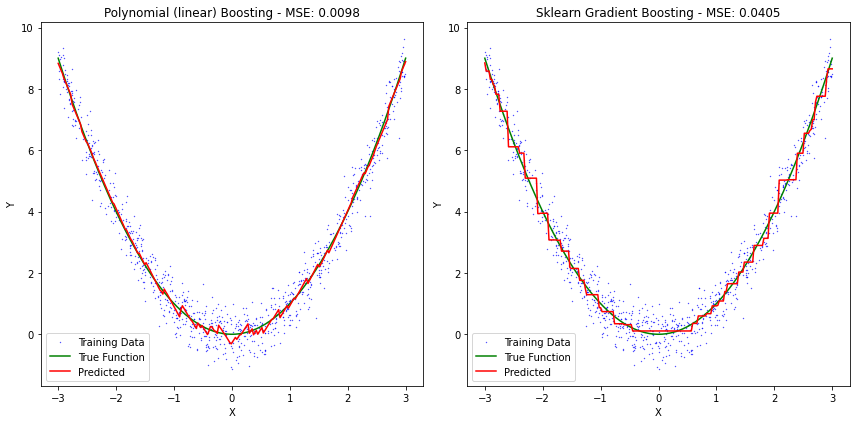 Polynomial (linear) Boosting - MSE: 0.0098
10
8
6
4
2
0
Y
Training Data
True Function
Predicted
−3
−2
−1
0
1
2
3
X
Sklearn Gradient Boosting - MSE: 0.0405
10
8
6
4
2
0
Y
Training Data
True Function
Predicted
−3
−2
−1
0
1
2
3
X